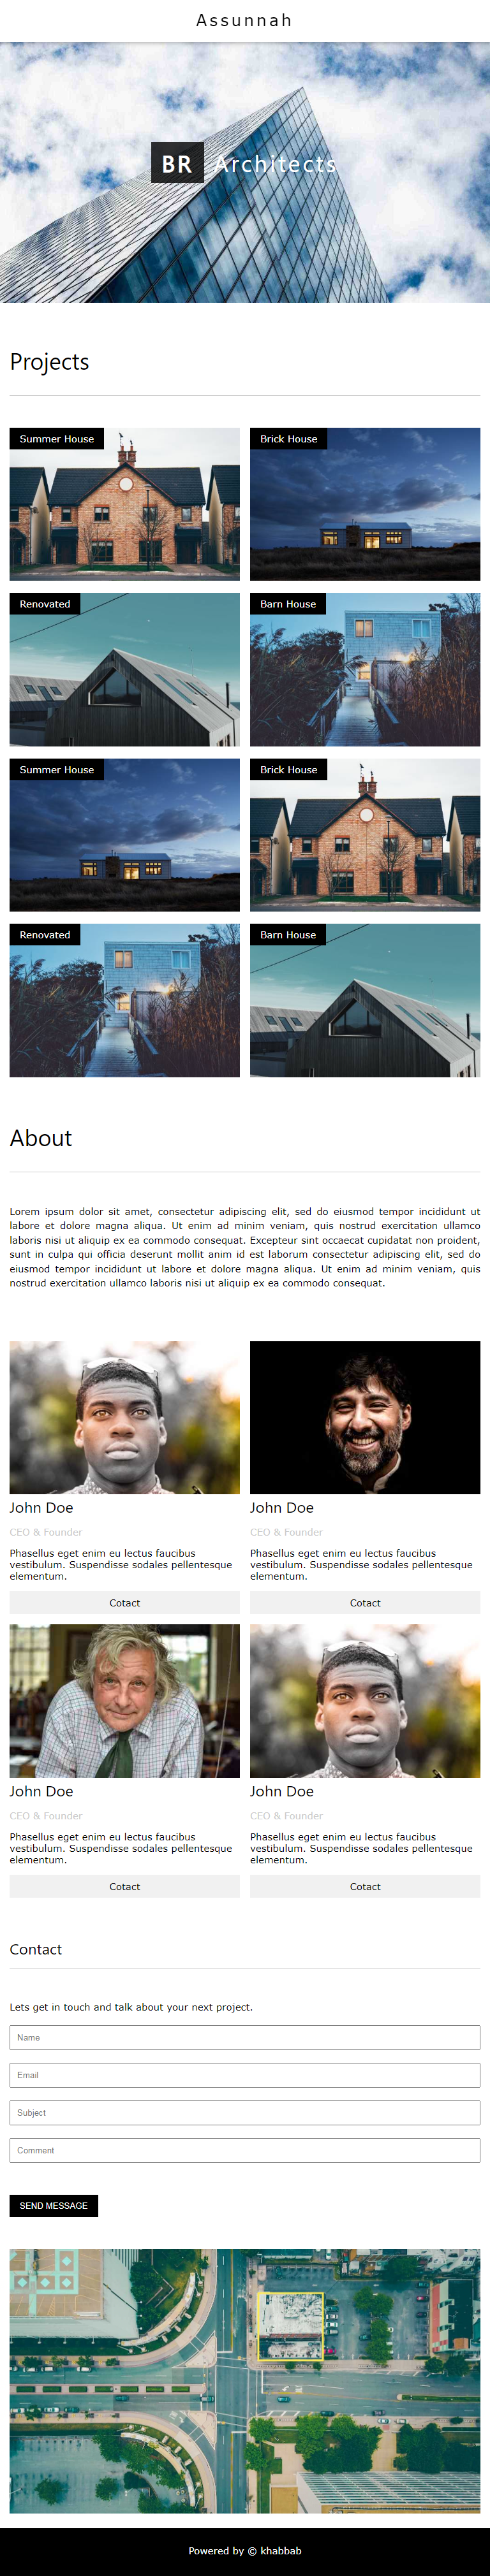 Assunnah
BR Architects
Projects
Summer House
Brick House
Renovated
Barn House
Summer House
Brick House
Renovated
Barn House
About
Lorem ipsum dolor sit amet, consectetur adipiscing elit, sed do eiusmod tempor incididunt ut
labore et dolore magna aliqua. Ut enim ad minim veniam, quis nostrud exercitation ullamco
laboris nisi ut aliquip ex ea commodo consequat. Excepteur sint occaecat cupidatat non proident,
sunt in culpa qui officia deserunt mollit anim id est laborum consectetur adipiscing elit, sed do
eiusmod tempor incididunt ut labore et dolore magna aliqua. Ut enim ad minim veniam, quis
nostrud exercitation ullamco laboris nisi ut aliquip ex ea commodo consequat.
John Doe
CEO & Founder
Phasellus eget enim eu lectus faucibus
vestibulum. Suspendisse sodales pellentesque
elementum.
Cotact
John Doe
CEO & Founder
Phasellus eget enim eu lectus faucibus
vestibulum. Suspendisse sodales pellentesque
elementum.
Cotact
John Doe
CEO & Founder
Phasellus eget enim eu lectus faucibus
vestibulum. Suspendisse sodales pellentesque
elementum.
Cotact
John Doe
CEO & Founder
Phasellus eget enim eu lectus faucibus
vestibulum. Suspendisse sodales pellentesque
elementum.
Cotact
Contact
Lets get in touch and talk about your next project.
Name
Email
Subject
Comment
SEND MESSAGE
Powered by © khabbab